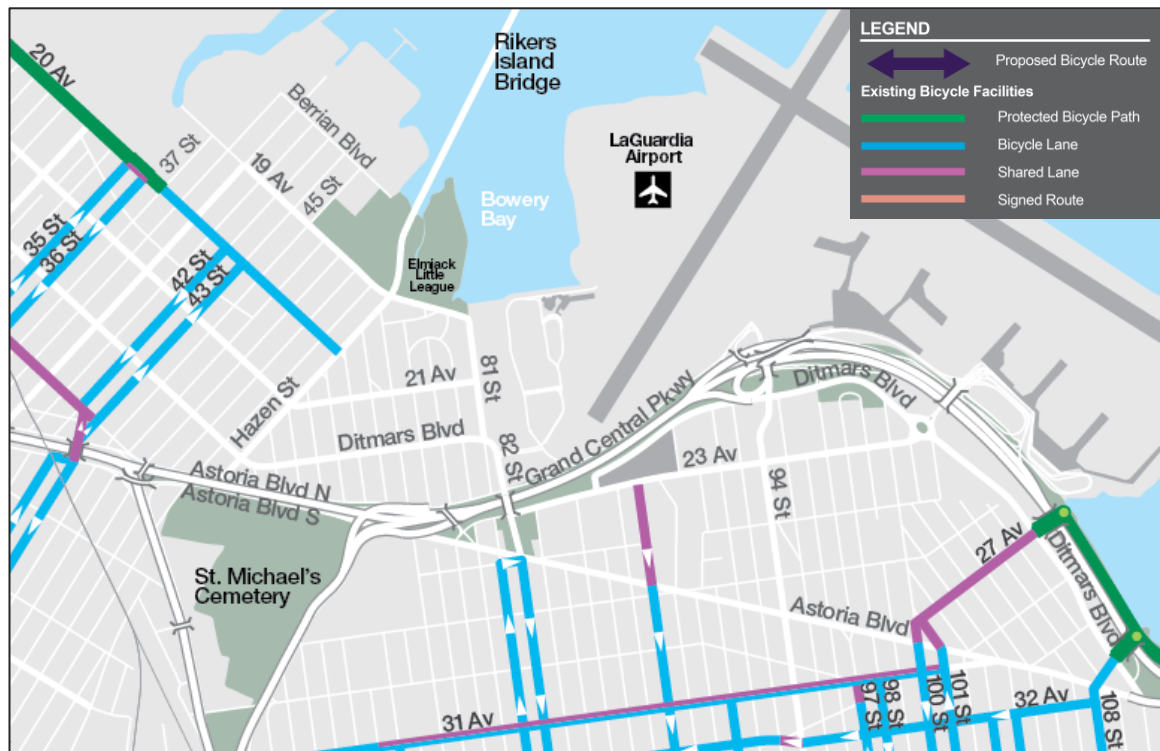 20 Av
37 St
35 St
36 St
42 St
43 St
Berrian Blvd
19 Av
45 St
Rikers
Island
Bridge
LaGuardia
Airport
Bowery
Bay
Elmjack
Little
League
LEGEND
Proposed Bicycle Route
Existing Bicycle Facilities
Protected Bicycle Path
Bicycle Lane
Shared Lane
Signed Route
81 St
21 Av
Hazen St
Ditmars Blvd
82 St
Grand Central Pkwy
Ditmars Blvd
23 Av
94 St
Astoria Blvd N
Astoria Blvd S
St. Michael's
Cemetery
27 Av
Ditmars Blvd
Ditmars Blvd
Astoria Blvd
31 Av
97 St
98 St
100 St
101 St
32 Av
108 St